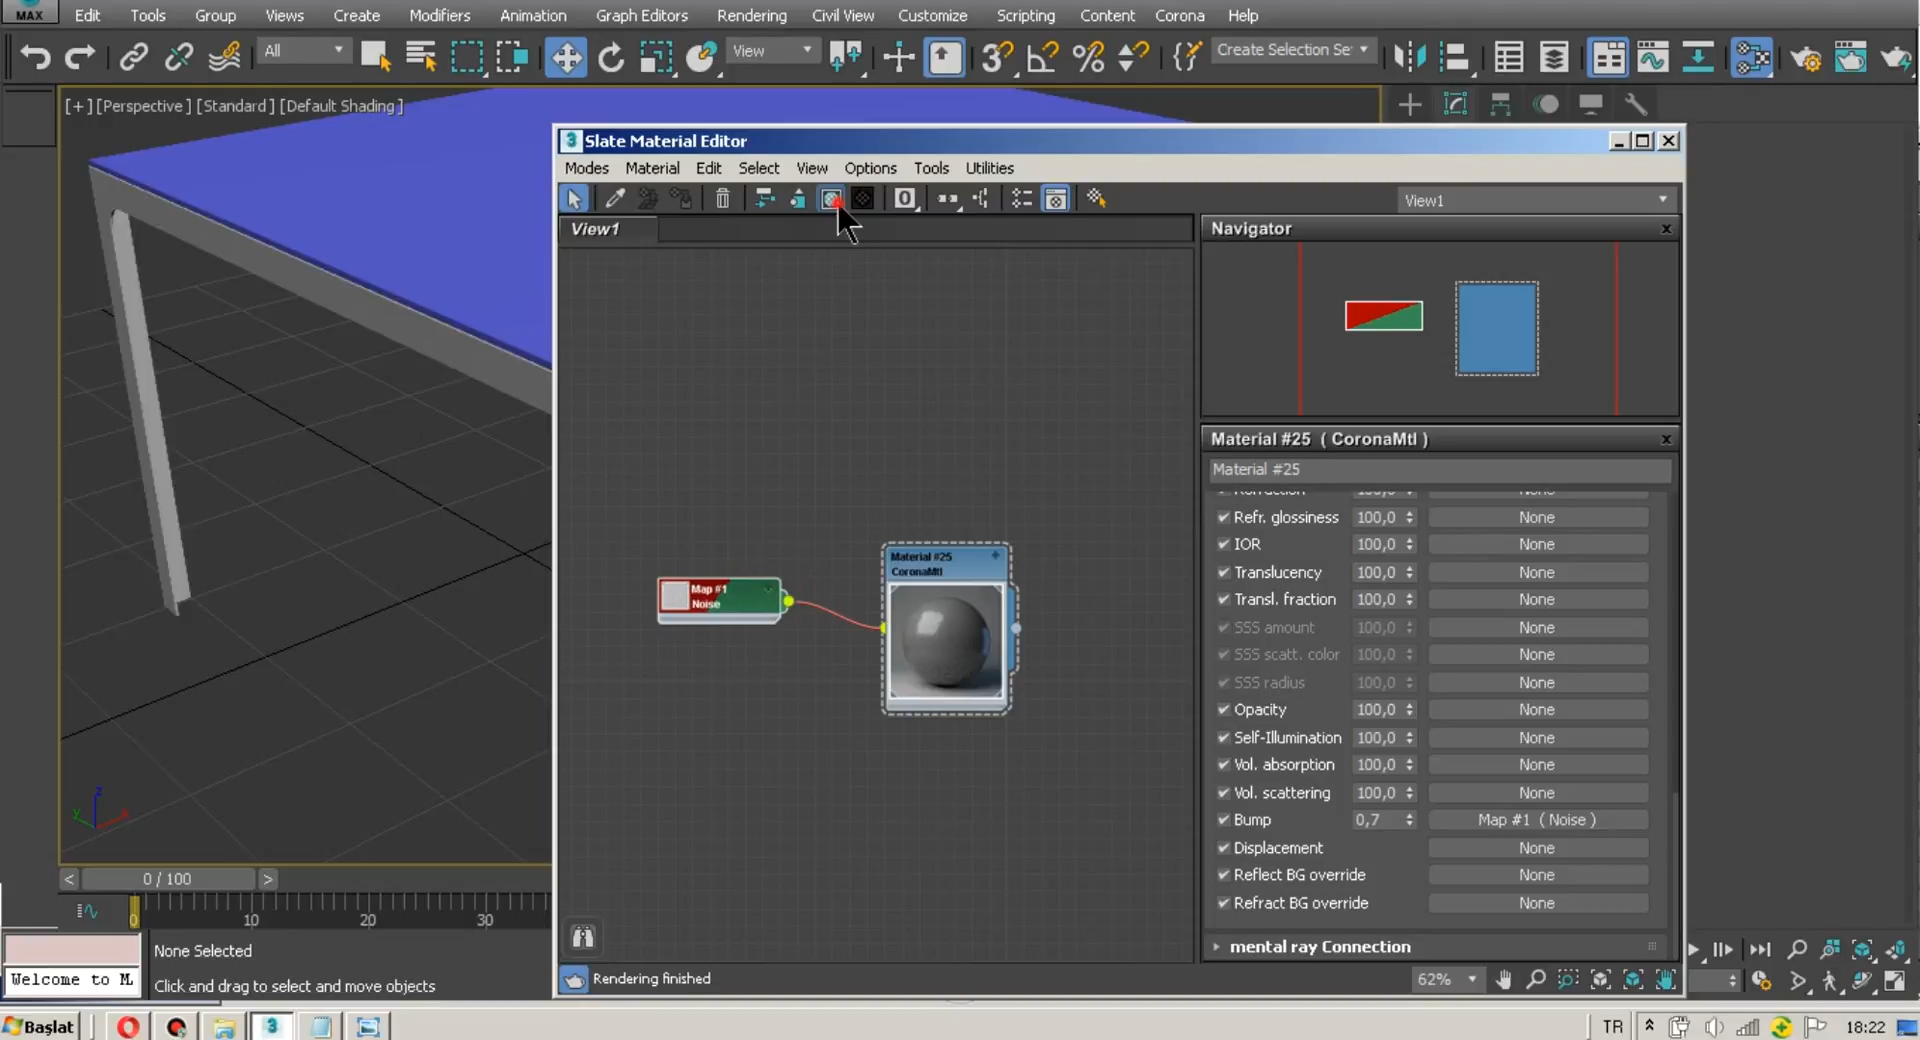 MAX
Edit Tools Group Views Create Modifiers Animation Graph Editors Rendering Civil View Customize Scripting Content Corona Help
All
View
Create Selection Se
[+] [Perspective] [Standard] [Default Shading]
3 Slate Material Editor
Modes Material Edit Select View Options Tools Utilities
0
View1
View1
Navigator
Material #25 ( CoronaMtl )
Material #25
Refr. glossiness 100,0 None
IOR 100,0 None
Translucency 100,0 None
Transl. fraction 100,0 None
SSS amount 100,0 None
SSS scatt. color 100,0 None
SSS radius 100,0 None
Opacity 100,0 None
Self-Illumination 100,0 None
Vol. absorption 100,0 None
Vol. scattering 100,0 None
Bump 0,7 Map #1 ( Noise )
Displacement None
Reflect BG override None
Refract BG override None
mental ray Connection
Material #25
CoronaMtl
Map #1
Noise
z
y
x
0 / 100
0 10 20 30
None Selected
Welcome to M
Click and drag to select and move objects
Rendering finished
62%
Başlat
TR
18:22